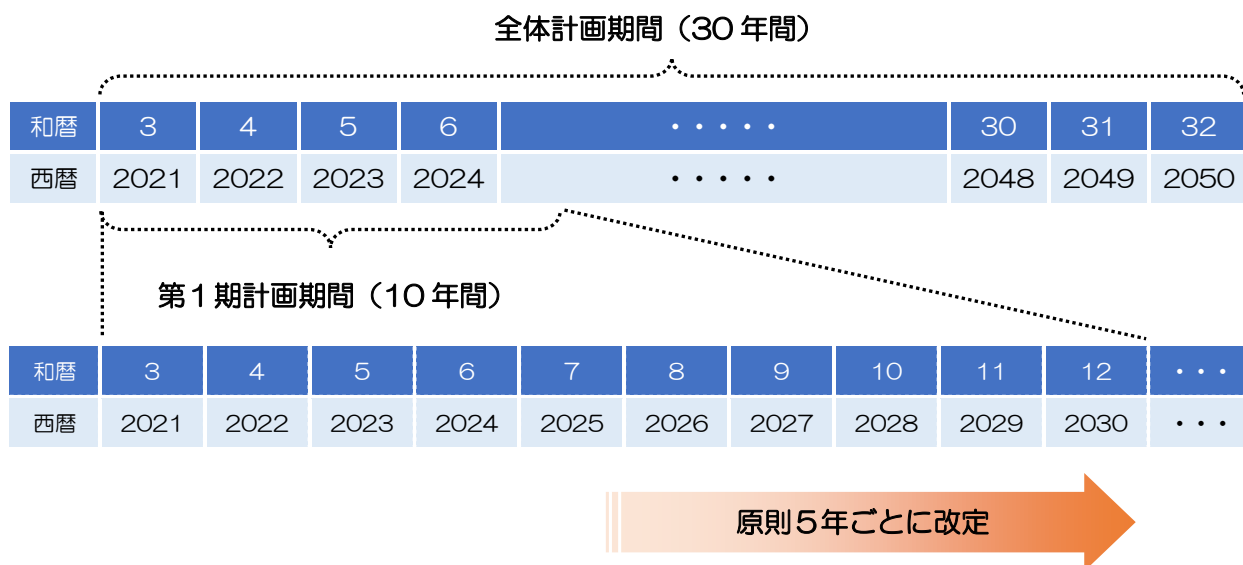 全体計画期間（30年間）
和暦 3 4 5 6 ・・・・・ 30 31 32
西暦 2021 2022 2023 2024 ・・・・・ 2048 2049 2050
第１期計画期間（10年間）
和暦 3 4 5 6 7 8 9 10 11 12 ・・・
西暦 2021 2022 2023 2024 2025 2026 2027 2028 2029 2030 ・・・
原則５年ごとに改定